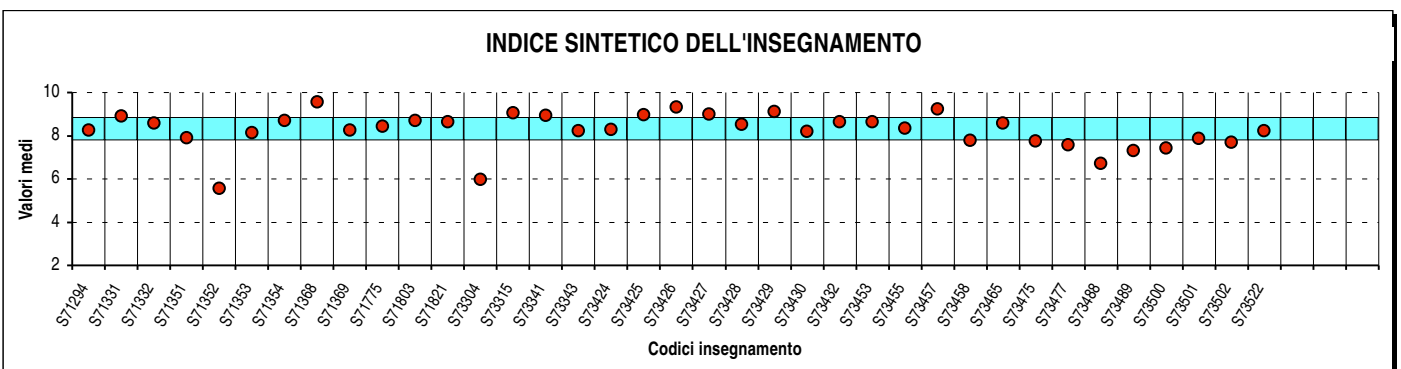 INDICE SINTETICO DELL'INSEGNAMENTO
10
8
6
4
2
Valori medi
S71294
S71331
S71332
S71351
S71352
S71353
S71354
S71368
S71369
S71775
S71803
S71821
S73304
S73315
S73341
S73343
S73424
S73425
S73426
S73427
S73428
S73429
S73430
S73432
S73453
S73455
S73457
S73458
S73465
S73475
S73477
S73488
S73489
S73500
S73501
S73502
S73522
Codici insegnamento